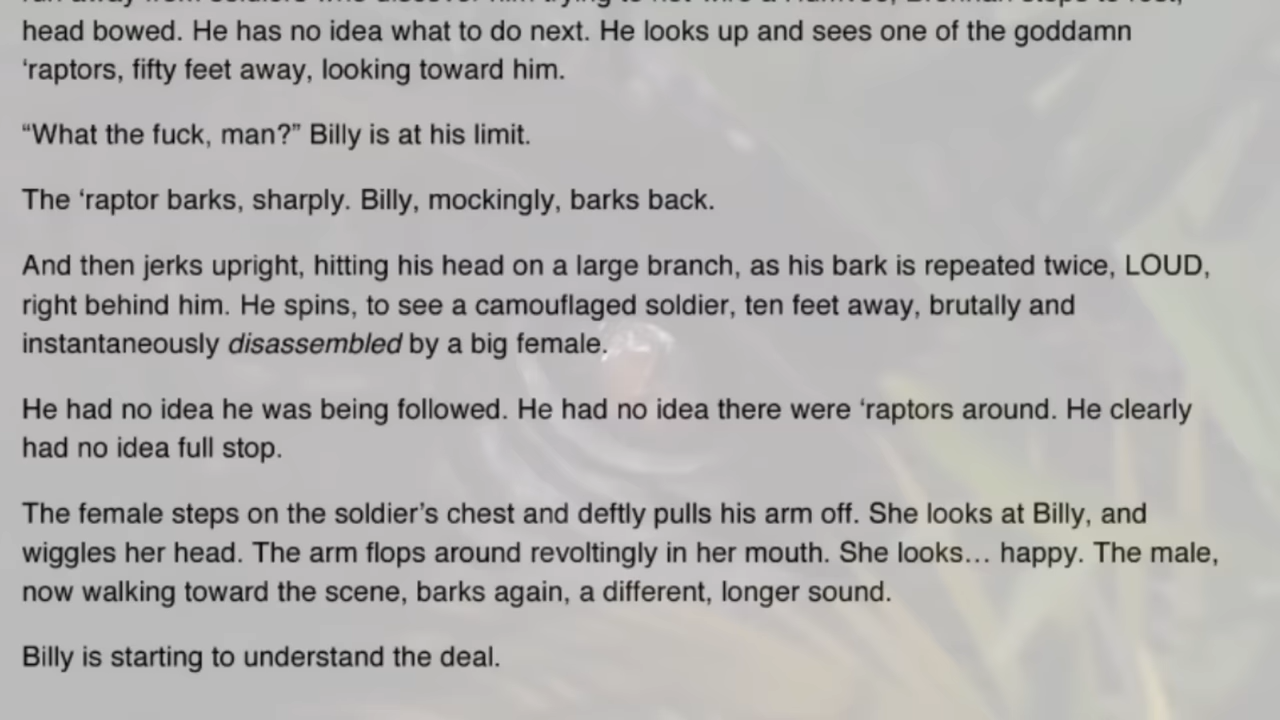 head bowed. He has no idea what to do next. He looks up and sees one of the goddamn
‘raptors, fifty feet away, looking toward him.
“What the fuck, man?” Billy is at his limit.
The ‘raptor barks, sharply. Billy, mockingly, barks back.
And then jerks upright, hitting his head on a large branch, as his bark is repeated twice, LOUD,
right behind him. He spins, to see a camouflaged soldier, ten feet away, brutally and
instantaneously disassembled by a big female.
He had no idea he was being followed. He had no idea there were ‘raptors around. He clearly
had no idea full stop.
The female steps on the soldier’s chest and deftly pulls his arm off. She looks at Billy, and
wiggles her head. The arm flops around revoltingly in her mouth. She looks… happy. The male,
now walking toward the scene, barks again, a different, longer sound.
Billy is starting to understand the deal.